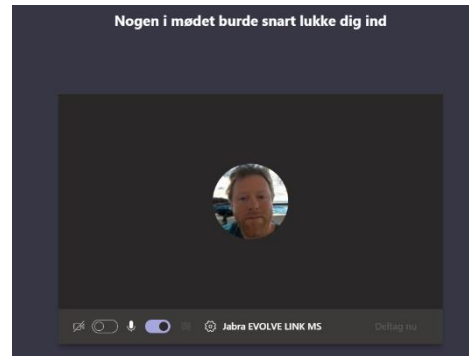 Nogen i mødet burde snart lukke dig ind
Jabra EVOLVE LINK MS
Deltag nu